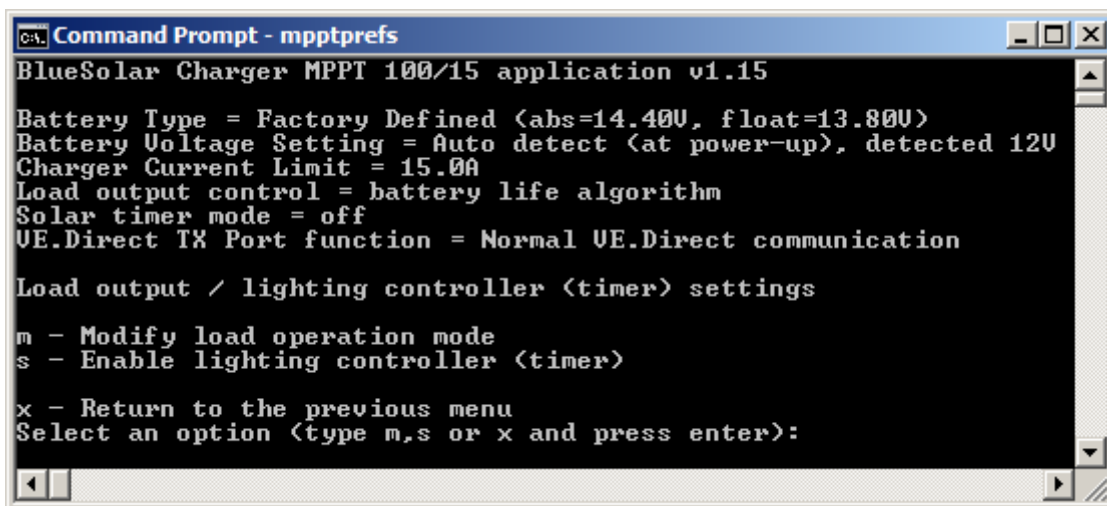 Command Prompt - mpptprefs
BlueSolar Charger MPPT 100/15 application v1.15
Battery Type = Factory Defined (abs=14.40V, float=13.80V)
Battery Voltage Setting = Auto detect (at power-up), detected 12V
Charger Current Limit = 15.0A
Load output control = battery life algorithm
Solar timer mode = off
VE.Direct TX Port function = Normal VE.Direct communication
Load output / lighting controller (timer) settings
m - Modify load operation mode
s - Enable lighting controller (timer)
x - Return to the previous menu
Select an option (type m,s or x and press enter):